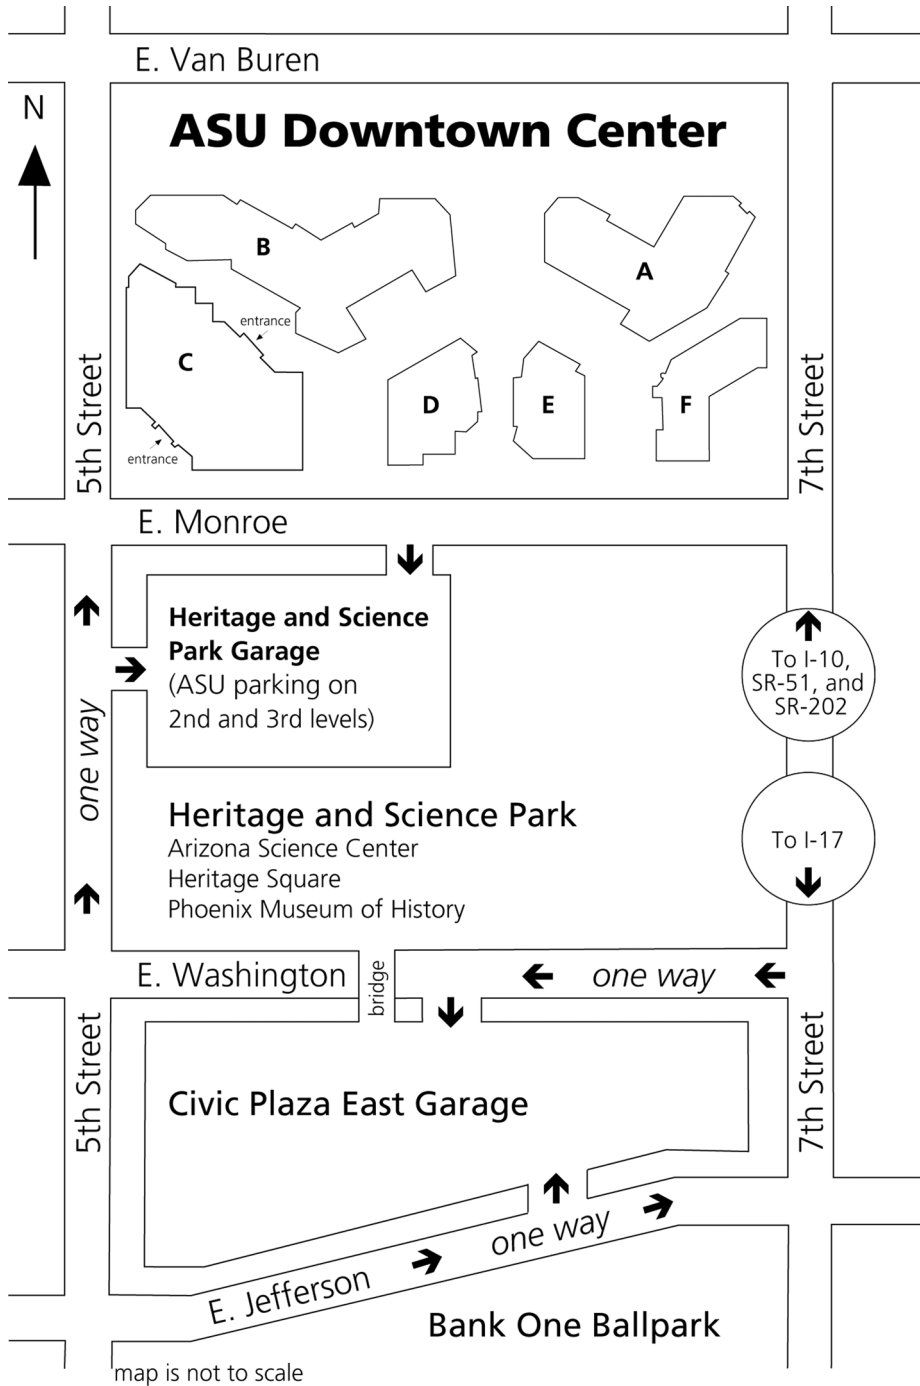 E. Van Buren
N
ASU Downtown Center
B
A
entrance
C
D
E
F
entrance
5th Street
7th Street
E. Monroe
Heritage and Science
Park Garage
(ASU parking on
2nd and 3rd levels)
one way
To I-10,
SR-51, and
SR-202
Heritage and Science Park
Arizona Science Center
Heritage Square
Phoenix Museum of History
To I-17
E. Washington
bridge
one way
5th Street
7th Street
Civic Plaza East Garage
one way
E. Jefferson
Bank One Ballpark
map is not to scale